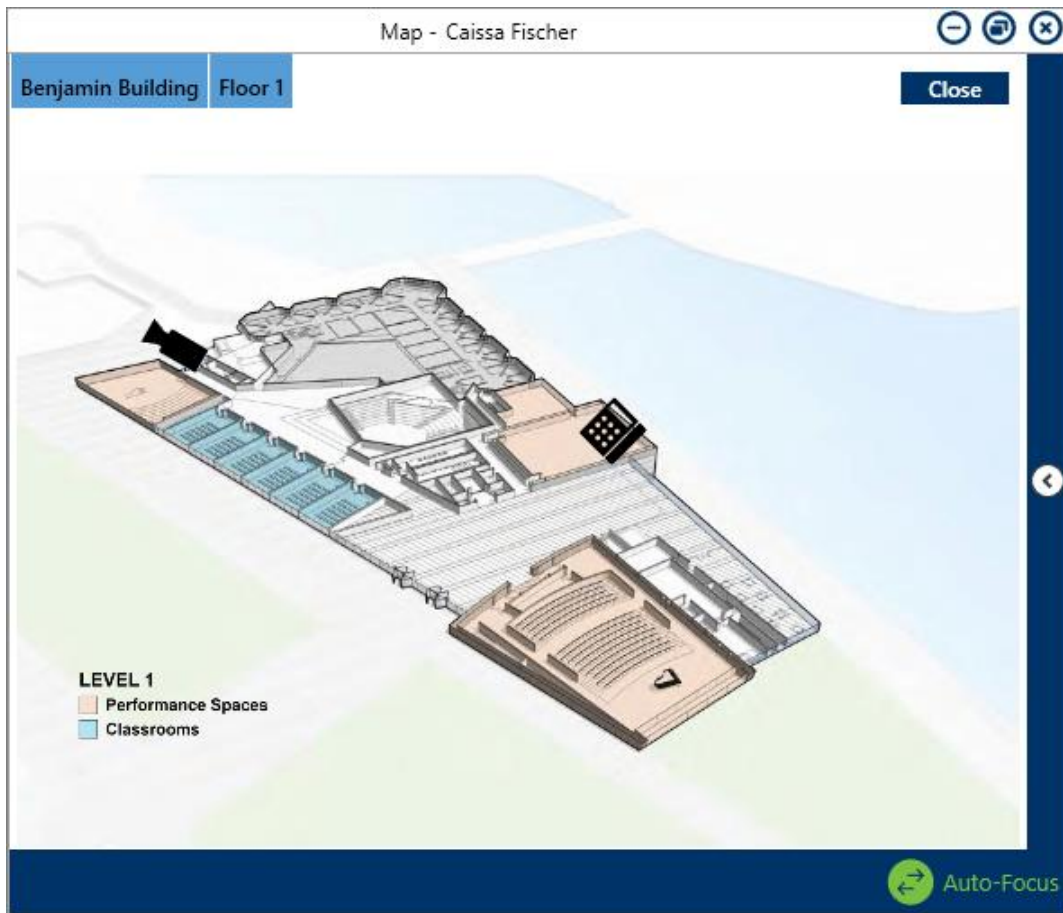 Map - Caissa Fischer
Benjamin Building Floor 1
Close
LEVEL 1
Performance Spaces
Classrooms
Auto-Focus